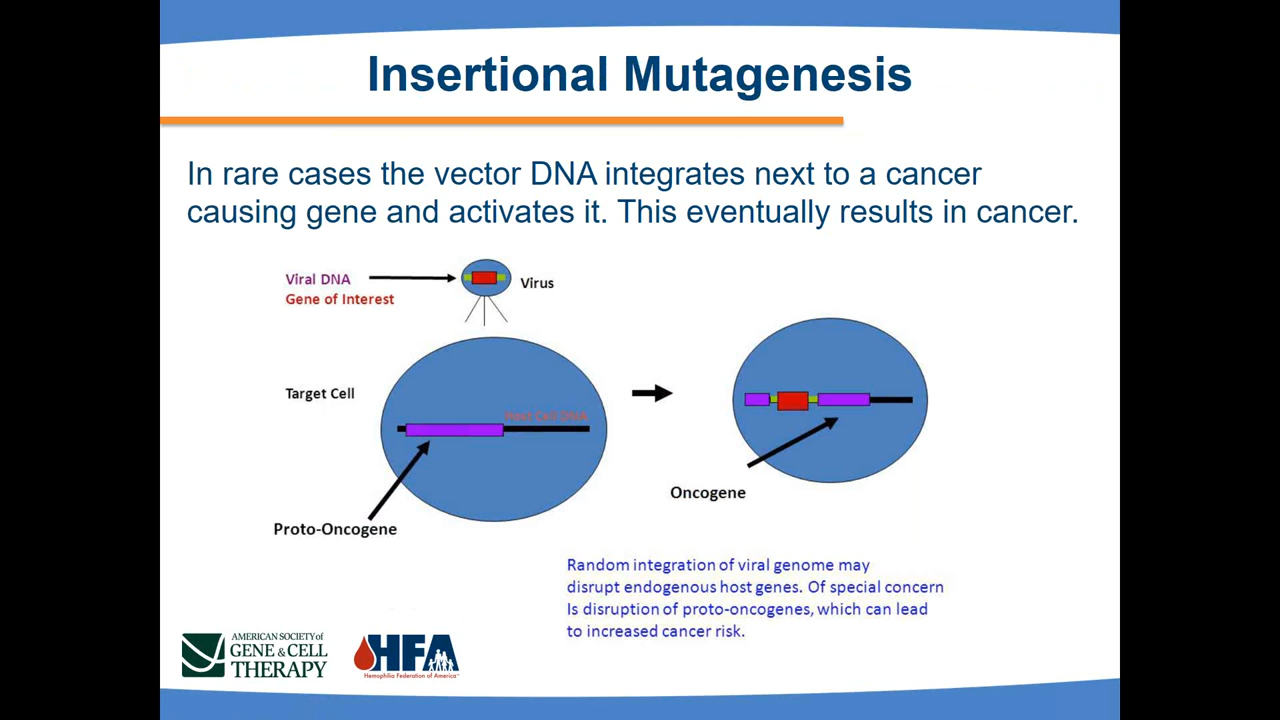 Insertional Mutagenesis
In rare cases the vector DNA integrates next to a cancer
causing gene and activates it. This eventually results in cancer.
Viral DNA
Gene of Interest
Virus
Target Cell
Host Cell DNA
Proto-Oncogene
Oncogene
Random integration of viral genome may
disrupt endogenous host genes. Of special concern
Is disruption of proto-oncogenes, which can lead
to increased cancer risk.
AMERICAN SOCIETY of
GENE & CELL
THERAPY
HFA
Hemophilia Federation of America